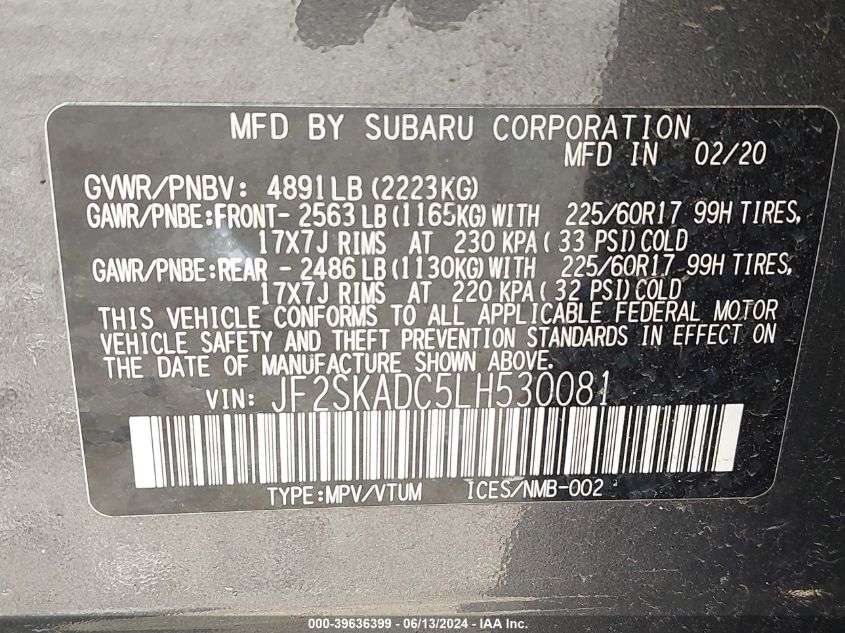 MFD BY SUBARU CORPORATION
MFD IN 02/20
GVWR/PNBV: 4891LB (2223KG)
GAWR/PNBE:FRONT- 2563 LB (1165KG) WITH 225/60R17 99H TIRES,
17X7J RIMS AT 230 KPA ( 33 PSI) COLD
GAWR/PNBE:REAR - 2486 LB (1130KG) WITH 225/60R17 99H TIRES,
17X7J RIMS AT 220 KPA ( 32 PSI) COLD
THIS VEHICLE CONFORMS TO ALL APPLICABLE FEDERAL MOTOR
VEHICLE SAFETY AND THEFT PREVENTION STANDARDS IN EFFECT ON
THE DATE OF MANUFACTURE SHOWN ABOVE.
VIN: JF2SKADC5LH530081
TYPE:MPV/VTUM ICES/NMB-002
000-39636399 - 06/13/2024 - IAAI.COM